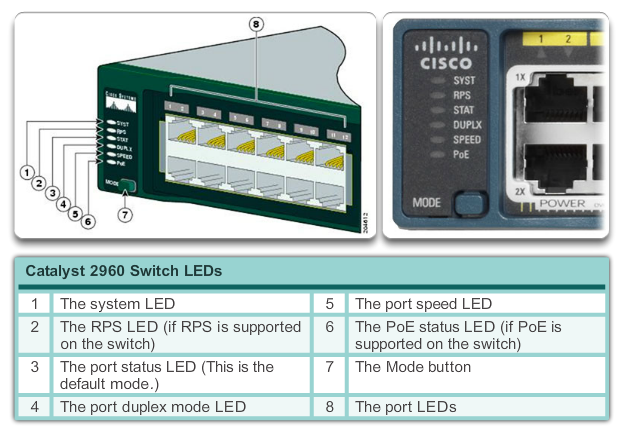 8
1 2 3 4 5 6 7 8 9 10 11 12
CISCO SYSTEMS
SYST
RPS
STAT
DUPLX
SPEED
PoE
MODE
1
2
3
4
5
6
7
204612
CISCO
SYST
RPS
STAT
DUPLX
SPEED
PoE
MODE
1 2
1X
2X
POWER
Catalyst 2960 Switch LEDs
1 The system LED 5 The port speed LED
2 The RPS LED (if RPS is supported 6 The PoE status LED (if PoE is
on the switch) supported on the switch)
3 The port status LED (This is the 7 The Mode button
default mode.)
4 The port duplex mode LED 8 The port LEDs